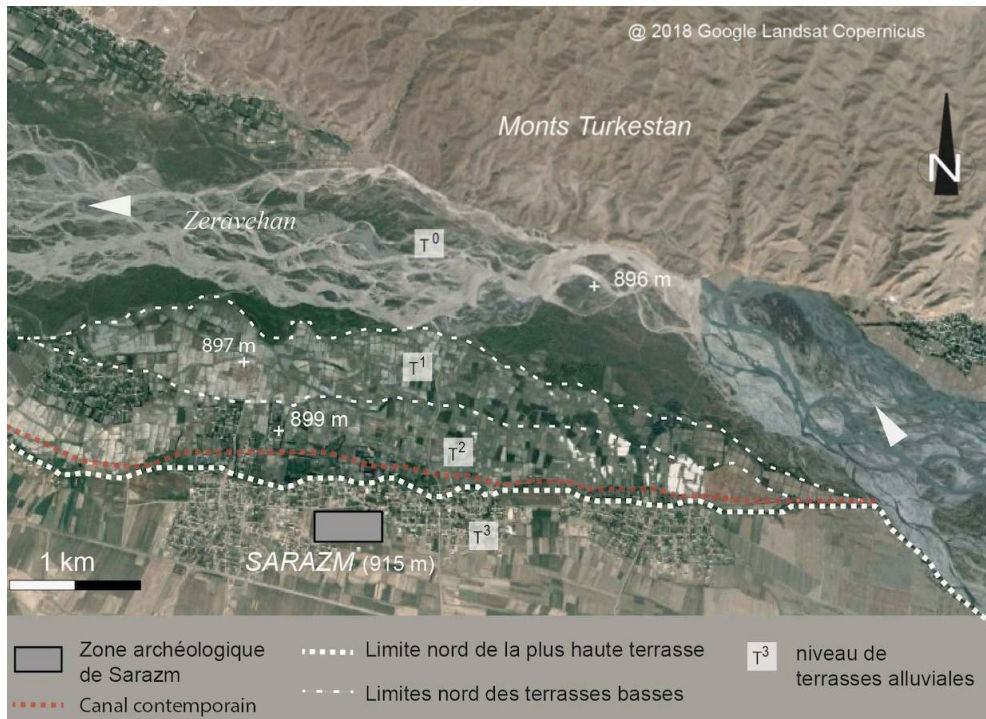 @ 2018 Google Landsat Copernicus
Monts Turkestan
N
Zeravehan
T⁰
896 m
897 m
T¹
899 m
T²
T³
1 km
SARAZM (915 m)
Zone archéologique
de Sarazm
Canal contemporain
Limite nord de la plus haute terrasse
Limites nord des terrasses basses
T³
niveau de
terrasses alluviales